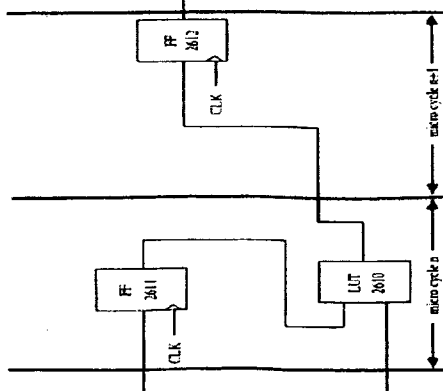 FF
2612
CLK
micro cycle n+1
FF
2611
CLK
LUT
2610
micro cycle n